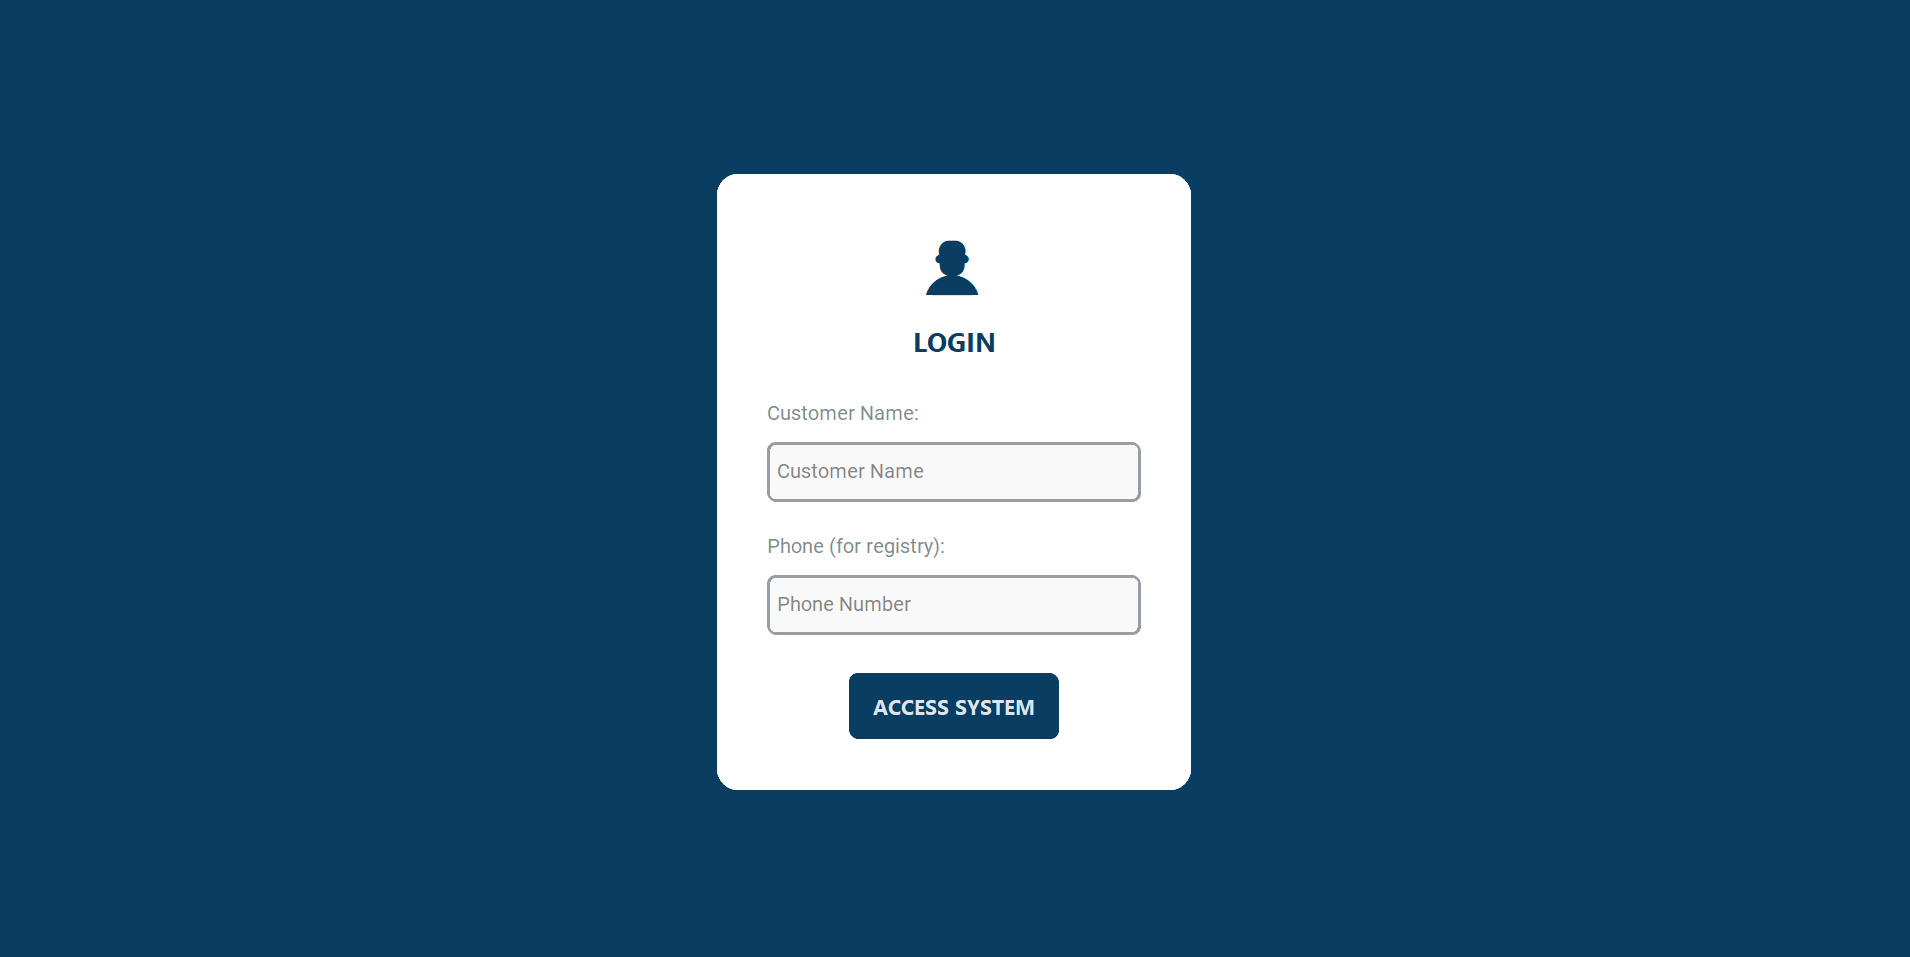 LOGIN
Customer Name:
Customer Name
Phone (for registry):
Phone Number
ACCESS SYSTEM